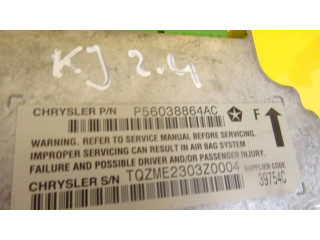 KJ 2.4
CHRYSLER P/N P56038864AC
F
WARNING. REFER TO SERVICE MANUAL BEFORE SERVICING.
IMPROPER SERVICING CAN RESULT IN AIR BAG SYSTEM
FAILURE AND POSSIBLE DRIVER AND/OR PASSENGER INJURY.
CHRYSLER S/N TQZME2303Z0004
SUPPLIER CODE
39754C